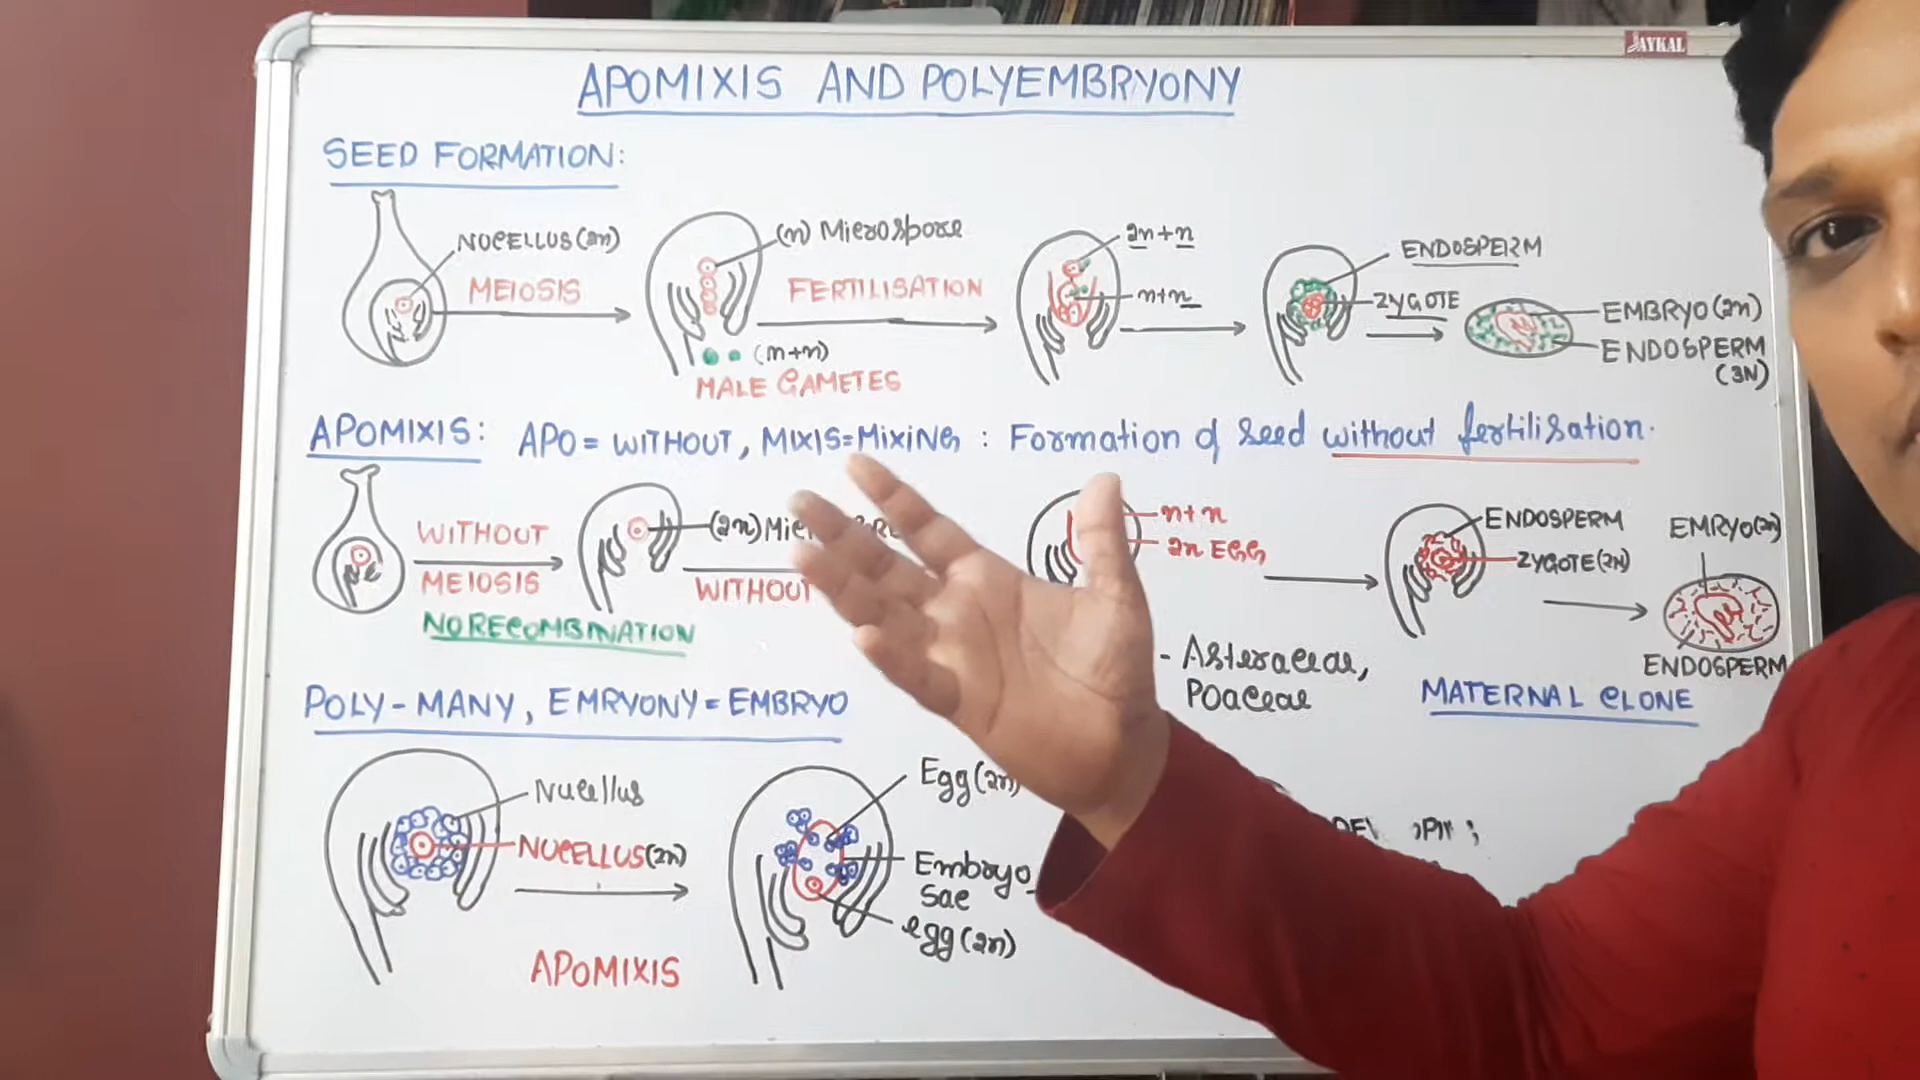 JAYKAL
APOMIXIS AND POLYEMBRYONY
SEED FORMATION:
NUCELLUS (2n)
MEIOSIS
(n) Microspore
FERTILISATION
(n+n)
MALE GAMETES
2n+n
n+n
ENDOSPERM
ZYGOTE
EMBRYO (2n)
ENDOSPERM
(3N)
APOMIXIS: APO = WITHOUT, MIXIS=MIXING : Formation of seed without fertilisation.
WITHOUT
MEIOSIS
NO RECOMBINATION
(2n)
WITHOUT
n+n
2n EGG
ENDOSPERM
ZYGOTE (2N)
EMRYO (2n)
ENDOSPERM
- Asteraceae,
Poaceae
MATERNAL CLONE
POLY - MANY, EMRYONY = EMBRYO
Nucellus
NUCELLUS (2n)
APOMIXIS
Egg (2n)
Embryo
Sac
egg (2n)